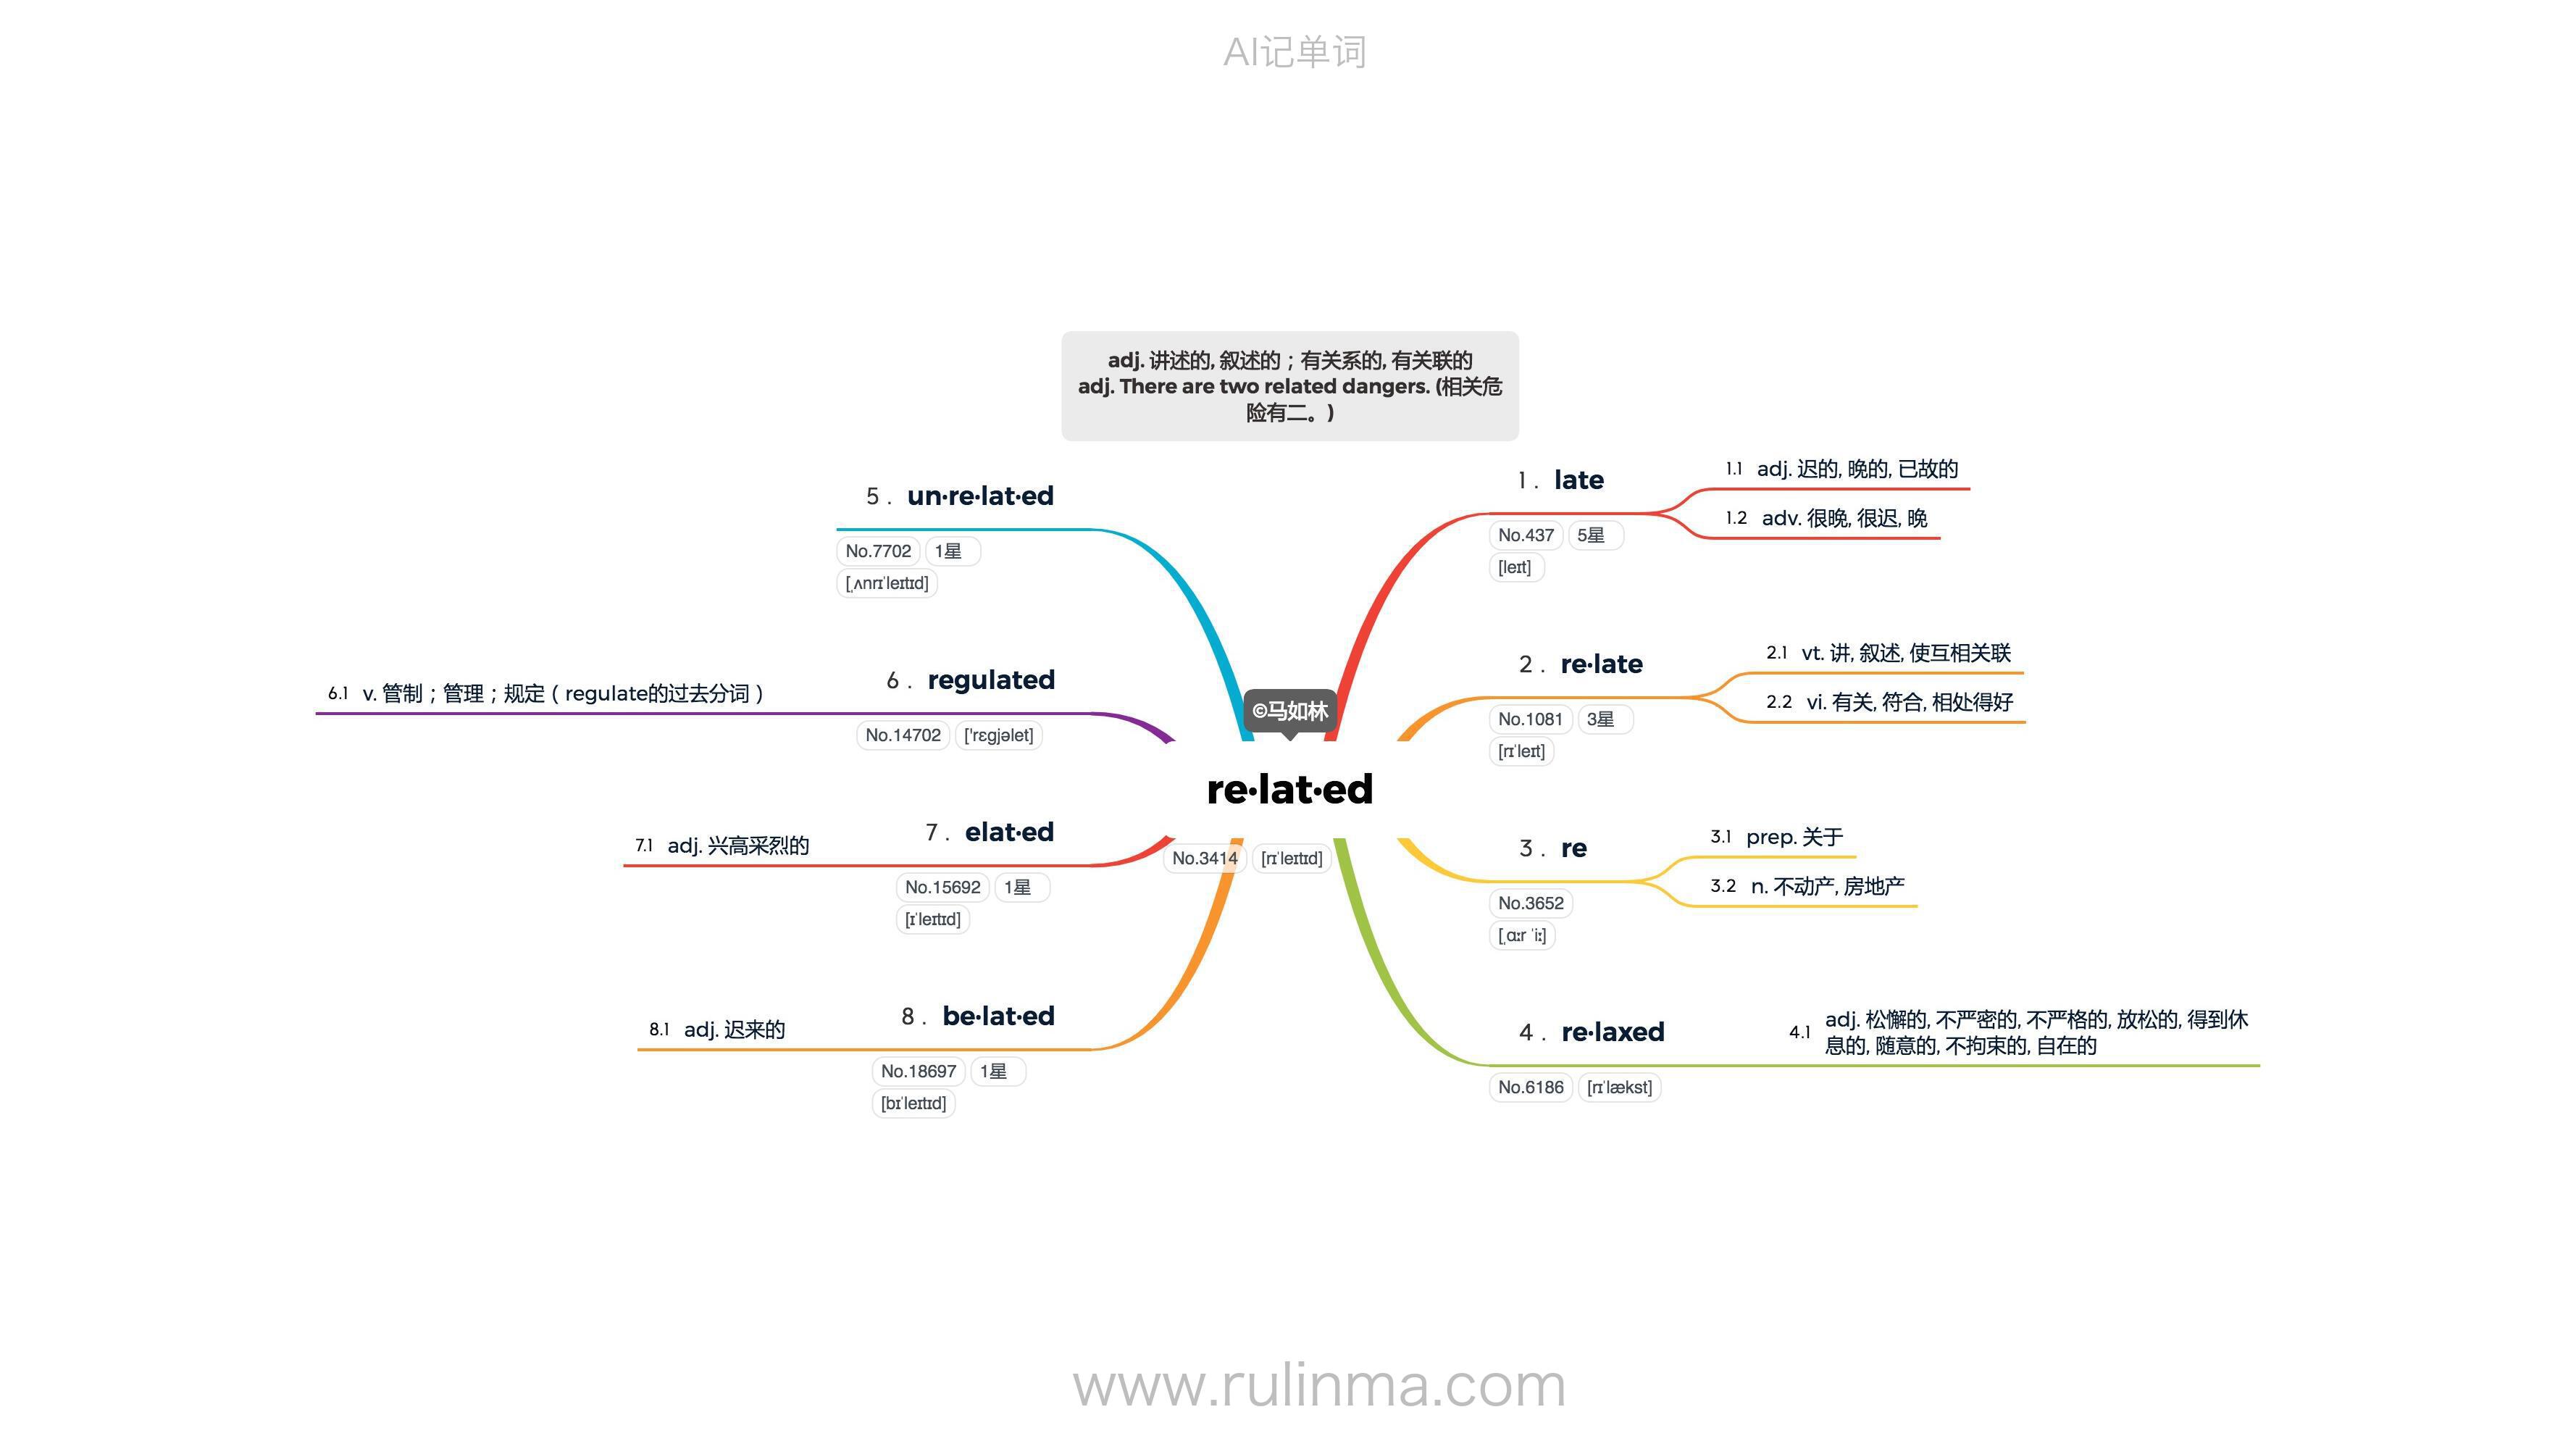 AI记单词
adj. 讲述的, 叙述的；有关系的, 有关联的
adj. There are two related dangers. (相关危
险有二。)
©马如林
re·lat·ed
No.3414 [rɪˈleɪtɪd]
1 . late
No.437 5星
[leɪt]
1.1 adj. 迟的, 晚的, 已故的
1.2 adv. 很晚, 很迟, 晚
2 . re·late
No.1081 3星
[rɪˈleɪt]
2.1 vt. 讲, 叙述, 使互相关联
2.2 vi. 有关, 符合, 相处得好
3 . re
No.3652
[ˌɑːr ˈiː]
3.1 prep. 关于
3.2 n. 不动产, 房地产
4 . re·laxed
No.6186 [rɪˈlækst]
4.1 adj. 松懈的, 不严密的, 不严格的, 放松的, 得到休
息的, 随意的, 不拘束的, 自在的
5 . un·re·lat·ed
No.7702 1星
[ˌʌnrɪˈleɪtɪd]
6 . regulated
No.14702 ['rɛgjəlet]
6.1 v. 管制；管理；规定（regulate的过去分词）
7 . elat·ed
No.15692 1星
[ɪˈleɪtɪd]
7.1 adj. 兴高采烈的
8 . be·lat·ed
No.18697 1星
[bɪˈleɪtɪd]
8.1 adj. 迟来的
www.rulinma.com